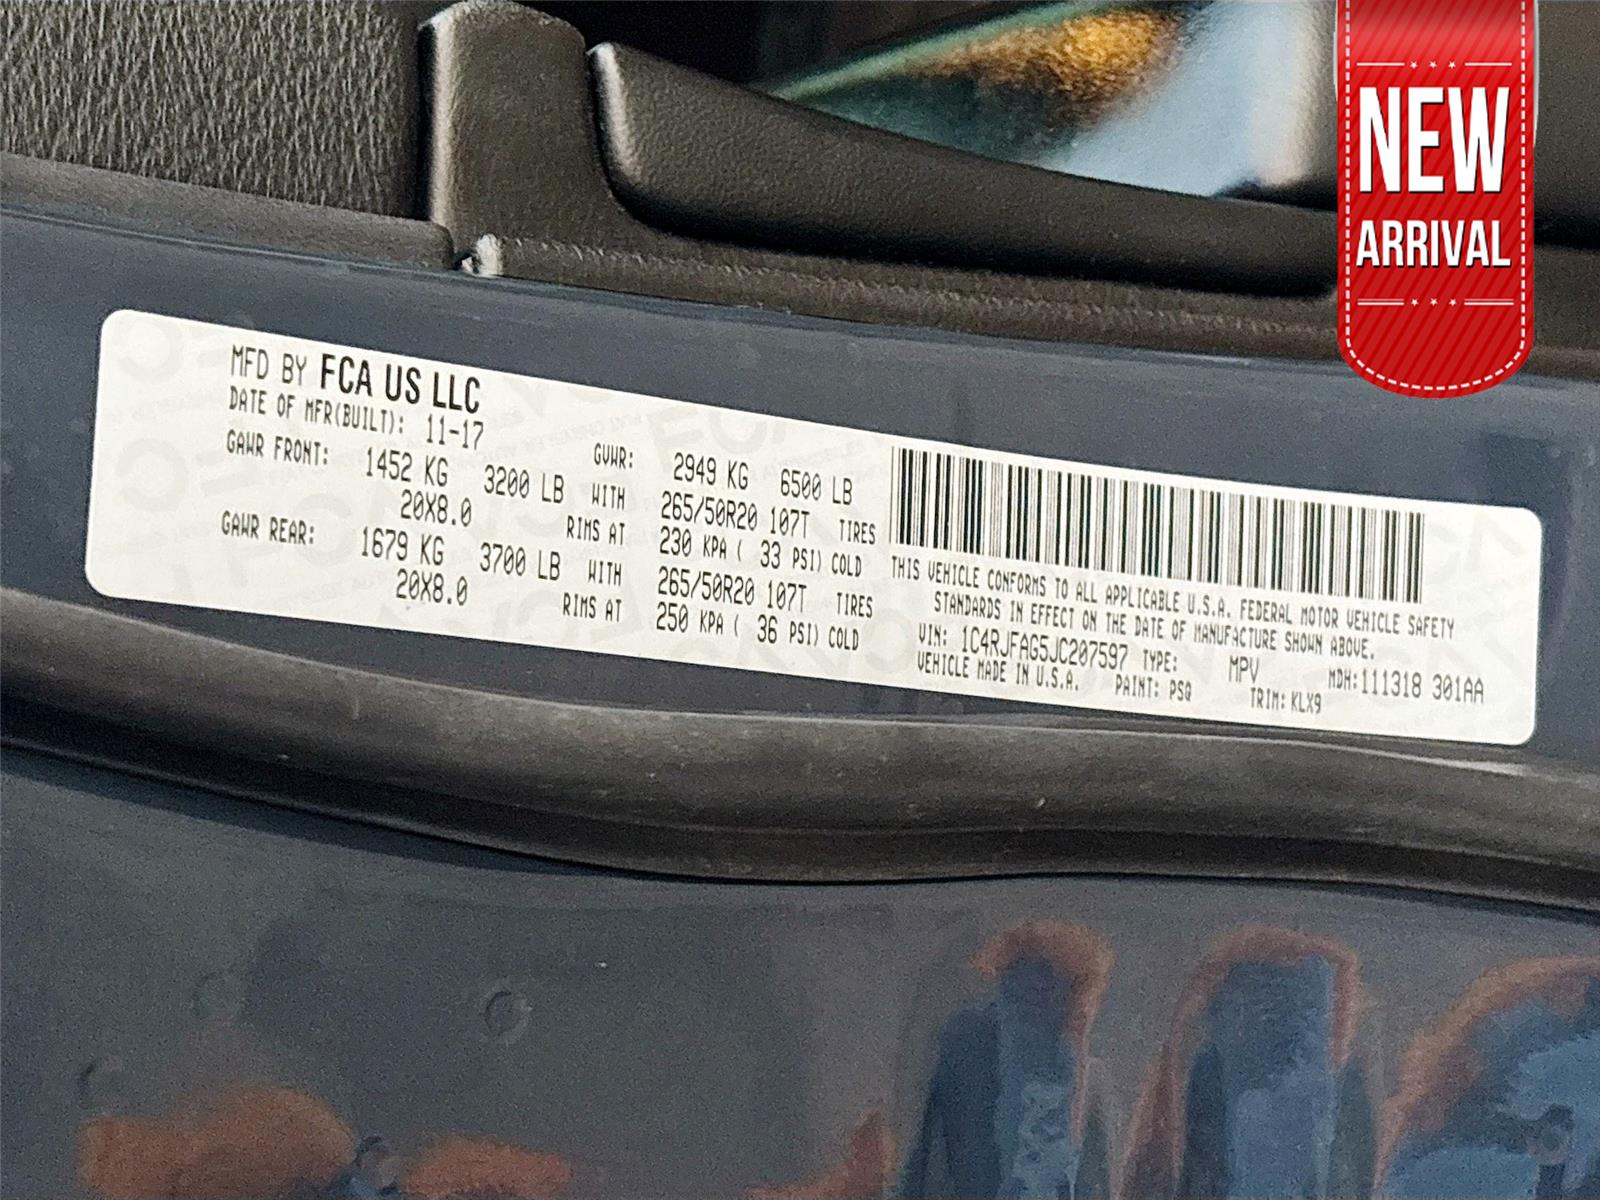 NEW
ARRIVAL
MFD BY FCA US LLC
DATE OF MFR(BUILT): 11-17
GVWR: 2949 KG 6500 LB
GAWR FRONT: 1452 KG 3200 LB WITH 265/50R20 107T TIRES
20X8.0 RIMS AT 230 KPA ( 33 PSI) COLD
GAWR REAR: 1679 KG 3700 LB WITH 265/50R20 107T TIRES
20X8.0 RIMS AT 250 KPA ( 36 PSI) COLD
THIS VEHICLE CONFORMS TO ALL APPLICABLE U.S.A. FEDERAL MOTOR VEHICLE SAFETY
STANDARDS IN EFFECT ON THE DATE OF MANUFACTURE SHOWN ABOVE.
VIN: 1C4RJFAG5JC207597 TYPE: MPV MDH:111318 301AA
VEHICLE MADE IN U.S.A. PAINT: PSQ TRIM: KLX9